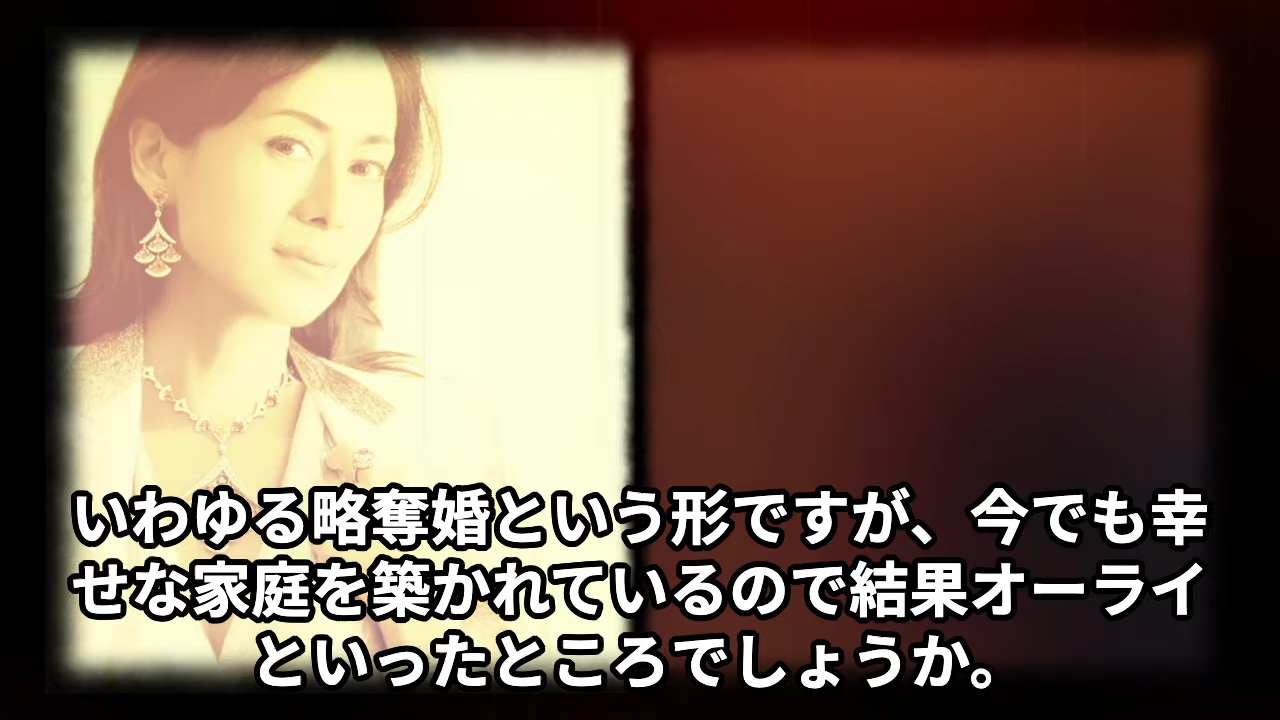 いわゆる略奪婚という形ですが、今でも幸
せな家庭を築かれているので結果オーライ
といったところでしょうか。